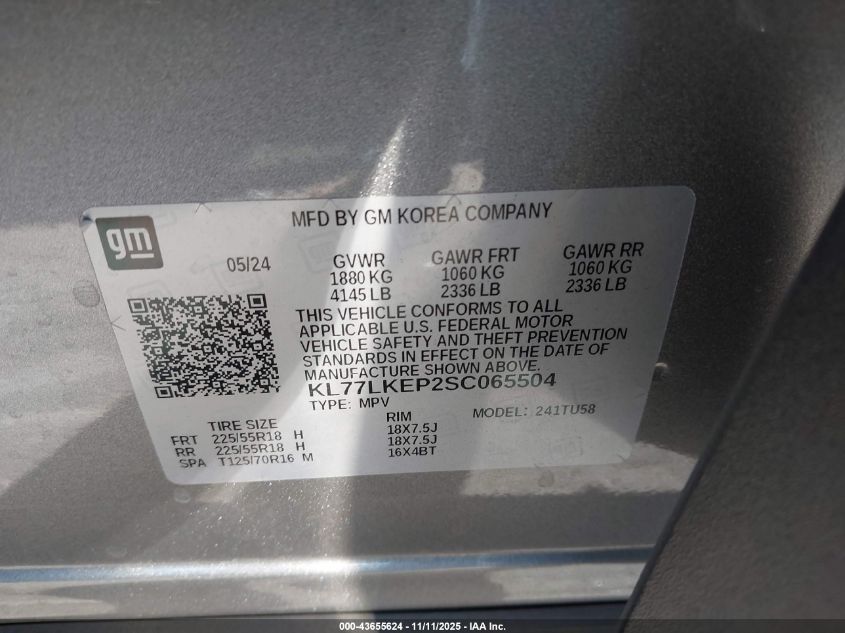 gm
MFD BY GM KOREA COMPANY
05/24
GVWR GAWR FRT GAWR RR
1880 KG 1060 KG 1060 KG
4145 LB 2336 LB 2336 LB
THIS VEHICLE CONFORMS TO ALL
APPLICABLE U.S. FEDERAL MOTOR
VEHICLE SAFETY AND THEFT PREVENTION
STANDARDS IN EFFECT ON THE DATE OF
MANUFACTURE SHOWN ABOVE.
KL77LKEP2SC065504
TYPE: MPV MODEL: 241TU58
TIRE SIZE RIM
FRT 225/55R18 H 18X7.5J
RR 225/55R18 H 18X7.5J
SPA T125/70R16 M 16X4BT
000-43655624 - 11/11/2025 - IAA Inc.